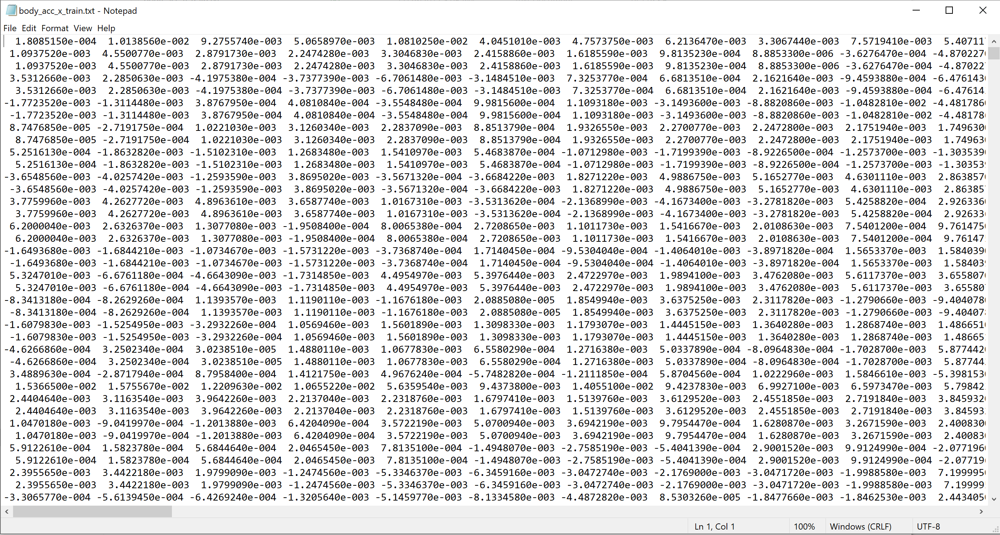 body_acc_x_train.txt - Notepad
File Edit Format View Help
1.8085150e-004 1.0138560e-002 9.2755740e-003 5.0658970e-003 1.0810250e-002 4.0451010e-003 4.7573750e-003 6.2136470e-003 3.3067440e-003 7.5719410e-003 5.40711
1.0937520e-003 4.5500770e-003 2.8791730e-003 2.2474280e-003 3.3046830e-003 2.4158860e-003 1.6185590e-003 9.8135230e-004 8.8853300e-006 -3.6276470e-004 -4.870227
1.0937520e-003 4.5500770e-003 2.8791730e-003 2.2474280e-003 3.3046830e-003 2.4158860e-003 1.6185590e-003 9.8135230e-004 8.8853300e-006 -3.6276470e-004 -4.87022
3.5312660e-003 2.2850630e-003 -4.1975380e-004 -3.7377390e-003 -6.7061480e-003 -3.1484510e-003 7.3253770e-004 6.6813510e-004 2.1621640e-003 -9.4593880e-004 -6.476143
3.5312660e-003 2.2850630e-003 -4.1975380e-004 -3.7377390e-003 -6.7061480e-003 -3.1484510e-003 7.3253770e-004 6.6813510e-004 2.1621640e-003 -9.4593880e-004 -6.47614
-1.7723520e-003 -1.3114480e-003 3.8767950e-004 4.0810840e-004 -3.5548480e-004 9.9815600e-004 1.1093180e-003 -3.1493600e-003 -8.8820860e-003 -1.0482810e-002 -4.481786
-1.7723520e-003 -1.3114480e-003 3.8767950e-004 4.0810840e-004 -3.5548480e-004 9.9815600e-004 1.1093180e-003 -3.1493600e-003 -8.8820860e-003 -1.0482810e-002 -4.48178
8.7476850e-005 -2.7191750e-004 1.0221030e-003 3.1260340e-003 2.2837090e-003 8.8513790e-004 1.9326550e-003 2.2700770e-003 2.2472800e-003 2.1751940e-003 1.749630
8.7476850e-005 -2.7191750e-004 1.0221030e-003 3.1260340e-003 2.2837090e-003 8.8513790e-004 1.9326550e-003 2.2700770e-003 2.2472800e-003 2.1751940e-003 1.74963
5.2516130e-004 -1.8632820e-003 -1.5102310e-003 1.2683480e-003 1.5410970e-003 5.4683870e-004 -1.0712980e-003 -1.7199390e-003 -8.9226500e-004 -1.2573700e-003 -1.303539
5.2516130e-004 -1.8632820e-003 -1.5102310e-003 1.2683480e-003 1.5410970e-003 5.4683870e-004 -1.0712980e-003 -1.7199390e-003 -8.9226500e-004 -1.2573700e-003 -1.30353
-3.6548560e-003 -4.0257420e-003 -1.2593590e-003 3.8695020e-003 -3.5671320e-004 -3.6684220e-003 1.8271220e-003 4.9886750e-003 5.1652770e-003 4.6301110e-003 2.863857
-3.6548560e-003 -4.0257420e-003 -1.2593590e-003 3.8695020e-003 -3.5671320e-004 -3.6684220e-003 1.8271220e-003 4.9886750e-003 5.1652770e-003 4.6301110e-003 2.86385
3.7759960e-003 4.2627720e-003 4.8963610e-003 3.6587740e-003 1.0167310e-003 -3.5313620e-004 -2.1368990e-003 -4.1673400e-003 -3.2781820e-003 5.4258820e-004 2.926336
3.7759960e-003 4.2627720e-003 4.8963610e-003 3.6587740e-003 1.0167310e-003 -3.5313620e-004 -2.1368990e-003 -4.1673400e-003 -3.2781820e-003 5.4258820e-004 2.92633
6.2000040e-003 2.6326370e-003 1.3077080e-003 -1.9508400e-004 8.0065380e-004 2.7208650e-003 1.1011730e-003 1.5416670e-003 2.0108630e-003 7.5401200e-004 9.761475
6.2000040e-003 2.6326370e-003 1.3077080e-003 -1.9508400e-004 8.0065380e-004 2.7208650e-003 1.1011730e-003 1.5416670e-003 2.0108630e-003 7.5401200e-004 9.76147
-1.6493680e-003 -1.6844210e-003 -1.0734670e-003 -1.5731220e-003 -3.7368740e-004 1.7140450e-004 -9.5304040e-004 -1.4064010e-003 -3.8971820e-004 1.5653370e-003 1.584039
-1.6493680e-003 -1.6844210e-003 -1.0734670e-003 -1.5731220e-003 -3.7368740e-004 1.7140450e-004 -9.5304040e-004 -1.4064010e-003 -3.8971820e-004 1.5653370e-003 1.58403
5.3247010e-003 -6.6761180e-004 -4.6643090e-003 -1.7314850e-003 4.4954970e-003 5.3976440e-003 2.4722970e-003 1.9894100e-003 3.4762080e-003 5.6117370e-003 3.655807
5.3247010e-003 -6.6761180e-004 -4.6643090e-003 -1.7314850e-003 4.4954970e-003 5.3976440e-003 2.4722970e-003 1.9894100e-003 3.4762080e-003 5.6117370e-003 3.65580
-8.3413180e-004 -8.2629260e-004 1.1393570e-003 1.1190110e-003 -1.1676180e-003 2.0885080e-005 1.8549940e-003 3.6375250e-003 2.3117820e-003 -1.2790660e-003 -9.404078
-8.3413180e-004 -8.2629260e-004 1.1393570e-003 1.1190110e-003 -1.1676180e-003 2.0885080e-005 1.8549940e-003 3.6375250e-003 2.3117820e-003 -1.2790660e-003 -9.40407
-1.6079830e-003 -1.5254950e-003 -3.2932260e-004 1.0569460e-003 1.5601890e-003 1.3098330e-003 1.1793070e-003 1.4445150e-003 1.3640280e-003 1.2868740e-003 1.486651
-1.6079830e-003 -1.5254950e-003 -3.2932260e-004 1.0569460e-003 1.5601890e-003 1.3098330e-003 1.1793070e-003 1.4445150e-003 1.3640280e-003 1.2868740e-003 1.48665
-4.6266860e-004 3.2502340e-004 3.0238510e-005 1.4880110e-003 1.0677830e-003 6.5580290e-004 1.2716380e-003 5.0337890e-004 -8.0964830e-004 -1.7028700e-003 5.877442
-4.6266860e-004 3.2502340e-004 3.0238510e-005 1.4880110e-003 1.0677830e-003 6.5580290e-004 1.2716380e-003 5.0337890e-004 -8.0964830e-004 -1.7028700e-003 5.87744
3.4889630e-004 -2.8717940e-004 8.7958400e-004 1.4121750e-003 4.9676240e-004 -5.7482820e-004 -1.2111850e-004 5.8704560e-004 1.0222960e-003 1.5846610e-003 -5.398153
1.5366500e-002 1.5755670e-002 1.2209630e-002 1.0655220e-002 5.6359540e-003 9.4373800e-003 1.4055100e-002 9.4237830e-003 6.9927100e-003 6.5973470e-003 5.79842
2.4404640e-003 3.1163540e-003 3.9642260e-003 2.2137040e-003 2.2318760e-003 1.6797410e-003 1.5139760e-003 3.6129520e-003 2.4551850e-003 2.7191840e-003 3.845932
2.4404640e-003 3.1163540e-003 3.9642260e-003 2.2137040e-003 2.2318760e-003 1.6797410e-003 1.5139760e-003 3.6129520e-003 2.4551850e-003 2.7191840e-003 3.84593
1.0470180e-003 -9.0419970e-004 -1.2013880e-003 6.4204090e-004 3.5722190e-003 5.0700940e-003 3.6942190e-003 9.7954470e-004 1.6280870e-003 3.2671590e-003 2.400830
1.0470180e-003 -9.0419970e-004 -1.2013880e-003 6.4204090e-004 3.5722190e-003 5.0700940e-003 3.6942190e-003 9.7954470e-004 1.6280870e-003 3.2671590e-003 2.40083
5.9122610e-004 1.5823780e-004 5.6844640e-004 2.0465450e-003 7.8135100e-004 -1.4948070e-003 -2.7585190e-003 -5.4041390e-004 2.9001520e-003 9.9124990e-004 -2.077196
5.9122610e-004 1.5823780e-004 5.6844640e-004 2.0465450e-003 7.8135100e-004 -1.4948070e-003 -2.7585190e-003 -5.4041390e-004 2.9001520e-003 9.9124990e-004 -2.07719
2.3955650e-003 3.4422180e-003 1.9799090e-003 -1.2474560e-003 -5.3346370e-003 -6.3459160e-003 -3.0472740e-003 -2.1769000e-003 -3.0471720e-003 -1.9988580e-003 7.199995
2.3955650e-003 3.4422180e-003 1.9799090e-003 -1.2474560e-003 -5.3346370e-003 -6.3459160e-003 -3.0472740e-003 -2.1769000e-003 -3.0471720e-003 -1.9988580e-003 7.19999
-3.3065770e-004 -5.6139450e-004 -6.4269240e-004 -1.3205640e-003 -5.1459770e-003 -8.1334580e-003 -4.4872820e-003 8.5303260e-005 -1.8477660e-003 -1.8462530e-003 2.443405
Ln 1, Col 1 100% Windows (CRLF) UTF-8